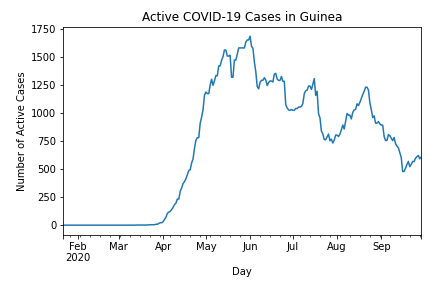 Active COVID-19 Cases in Guinea
1750
1500
1250
1000
750
500
250
0
Number of Active Cases
Feb Mar Apr May Jun Jul Aug Sep
2020
Day